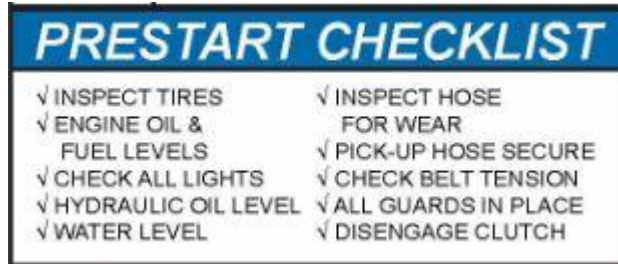 PRESTART CHECKLIST
√ INSPECT TIRES
√ ENGINE OIL &
FUEL LEVELS
√ CHECK ALL LIGHTS
√ HYDRAULIC OIL LEVEL
√ WATER LEVEL
√ INSPECT HOSE
FOR WEAR
√ PICK-UP HOSE SECURE
√ CHECK BELT TENSION
√ ALL GUARDS IN PLACE
√ DISENGAGE CLUTCH